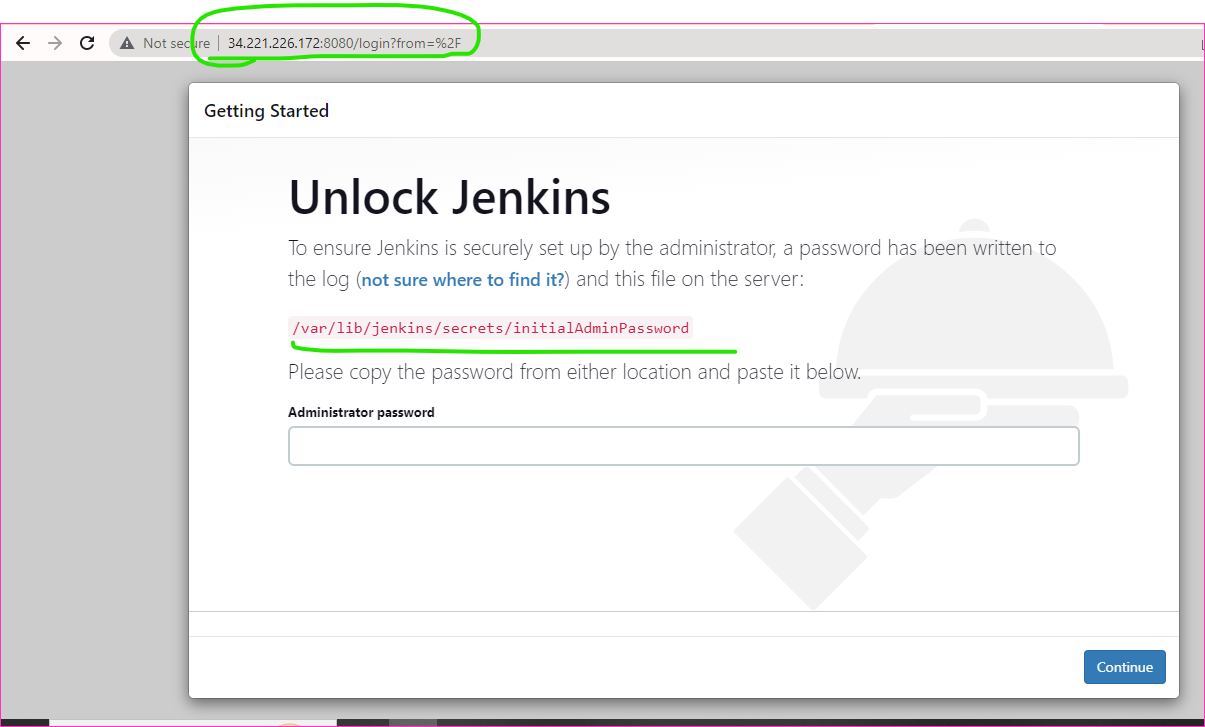 Not secure | 34.221.226.172:8080/login?from=%2F
Getting Started
Unlock Jenkins
To ensure Jenkins is securely set up by the administrator, a password has been written to
the log (not sure where to find it?) and this file on the server:
/var/lib/jenkins/secrets/initialAdminPassword
Please copy the password from either location and paste it below.
Administrator password
Continue